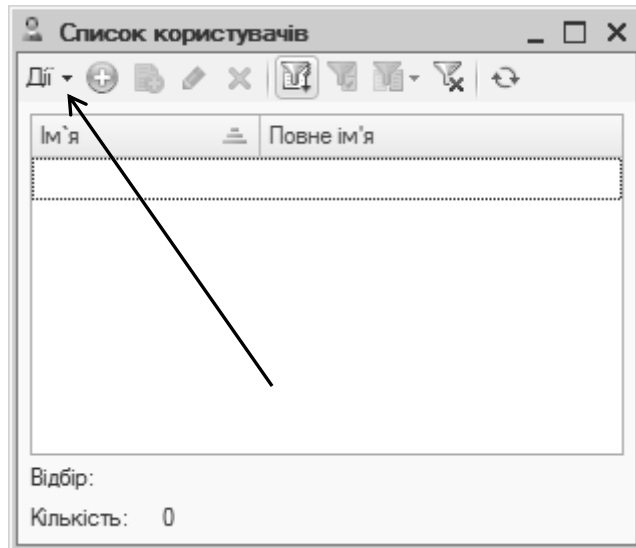 Список користувачів
Дії
Ім`я Повне ім'я
Відбір:
Кількість: 0